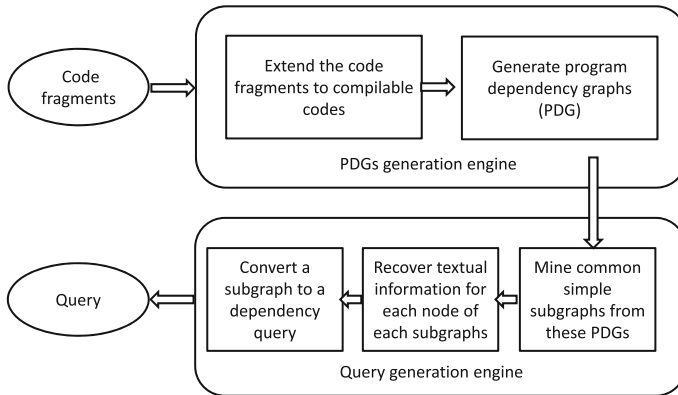 Code
fragments
Extend the code
fragments to compilable
codes
Generate program
dependency graphs
(PDG)
PDGs generation engine
Query
Convert a
subgraph to a
dependency
query
Recover textual
information for
each node of
each subgraphs
Mine common
simple
subgraphs from
these PDGs
Query generation engine